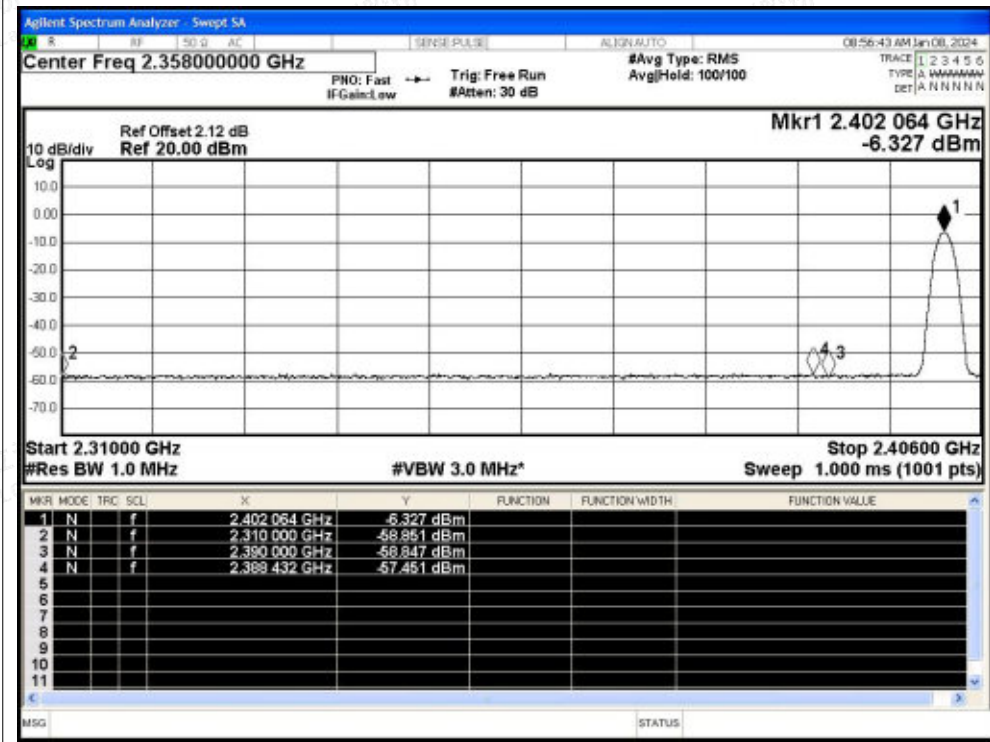 Agilent Spectrum Analyzer - Swept SA
R RF 50 Ω AC SENSE:PULSE ALIGN AUTO 08:56:43 AM Jan 08, 2024
Center Freq 2.358000000 GHz #Avg Type: RMS TRACE 1 2 3 4 5 6
PNO: Fast Trig: Free Run Avg|Hold: 100/100 TYPE A WWWWW
IFGain:Low #Atten: 30 dB DET A N N N N N
Mkr1 2.402 064 GHz
Ref Offset 2.12 dB
10 dB/div Ref 20.00 dBm -6.327 dBm
Log
10.0
0.00 1
-10.0
-20.0
-30.0
-40.0
-50.0 2 4 3
-60.0
-70.0
Start 2.31000 GHz Stop 2.40600 GHz
#Res BW 1.0 MHz #VBW 3.0 MHz* Sweep 1.000 ms (1001 pts)
MKR MODE TRC SCL X Y FUNCTION FUNCTION WIDTH FUNCTION VALUE
1 N f 2.402 064 GHz -6.327 dBm
2 N f 2.310 000 GHz -58.851 dBm
3 N f 2.390 000 GHz -58.847 dBm
4 N f 2.388 432 GHz -57.451 dBm
5
6
7
8
9
10
11
MSG STATUS